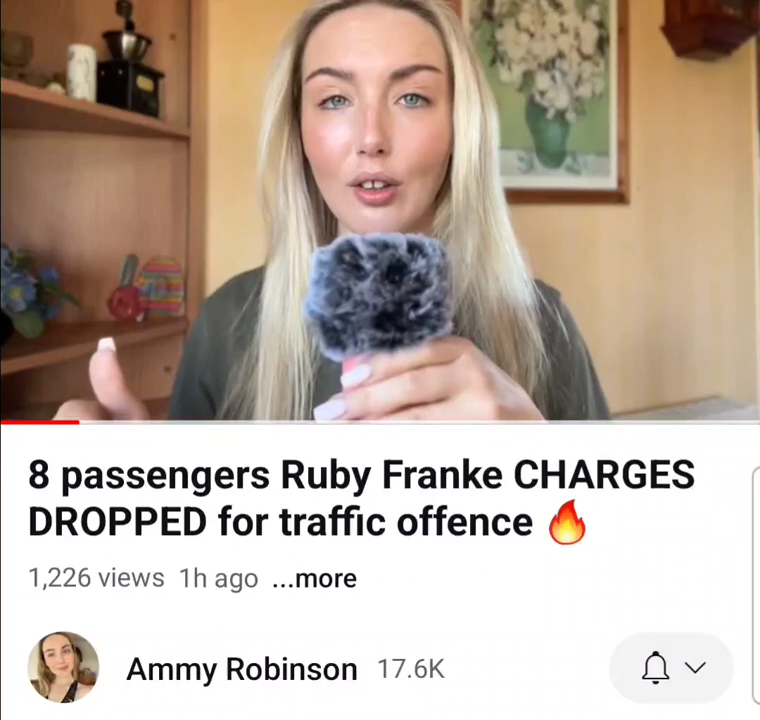 8 passengers Ruby Franke CHARGES
DROPPED for traffic offence 🔥
1,226 views 1h ago ...more
Ammy Robinson 17.6K